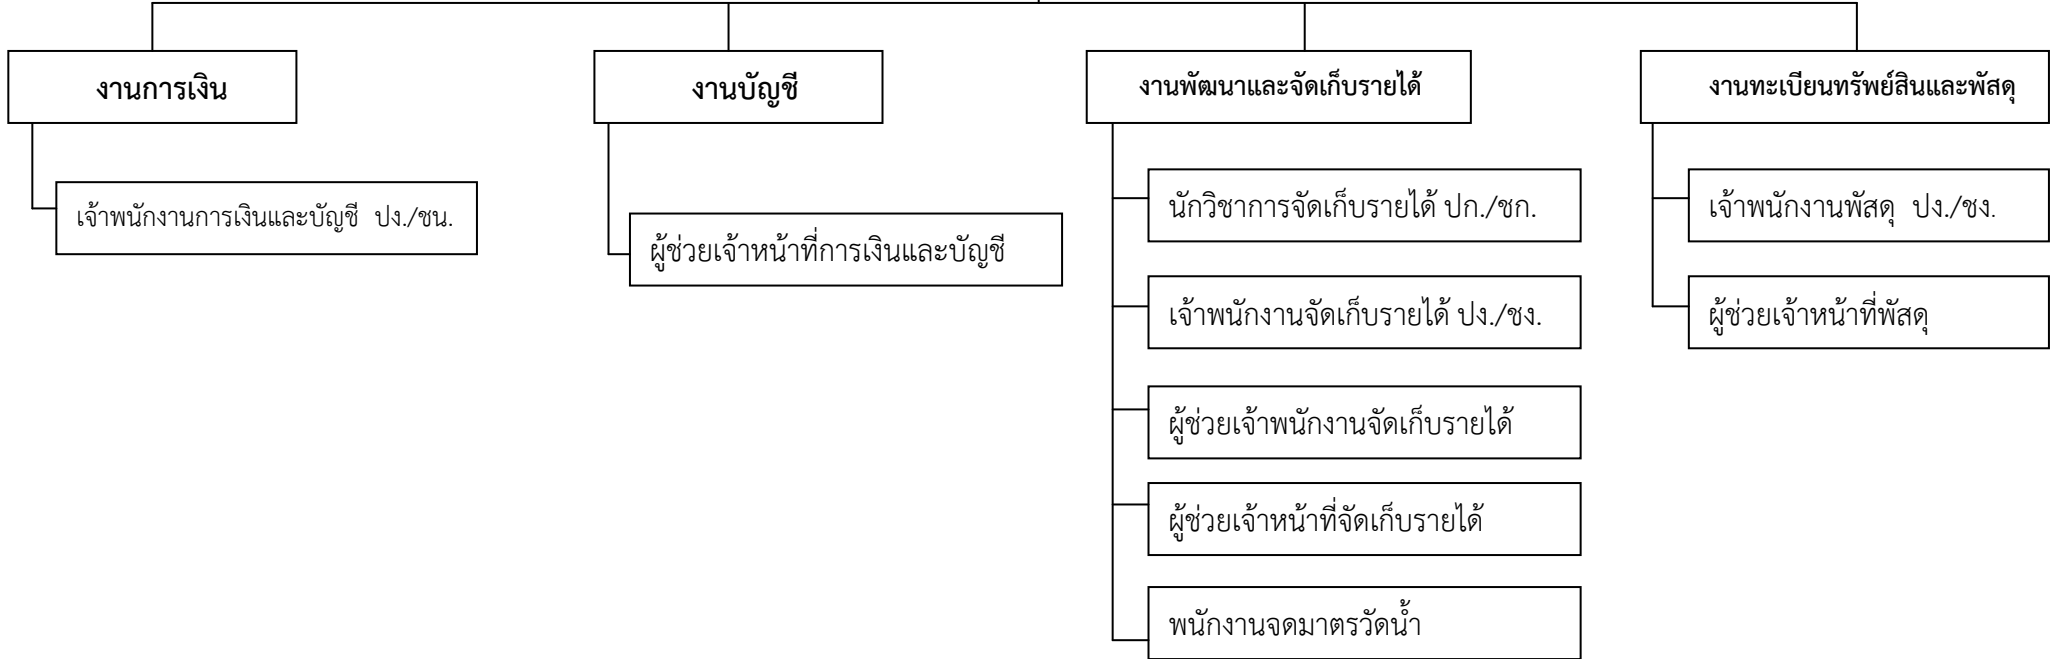 งานการเงิน
เจ้าพนักงานการเงินและบัญชี ปง./ชน.
งานบัญชี
ผู้ช่วยเจ้าหน้าที่การเงินและบัญชี
งานพัฒนาและจัดเก็บรายได้
นักวิชาการจัดเก็บรายได้ ปก./ชก.
เจ้าพนักงานจัดเก็บรายได้ ปง./ชง.
ผู้ช่วยเจ้าพนักงานจัดเก็บรายได้
ผู้ช่วยเจ้าหน้าที่จัดเก็บรายได้
พนักงานจดมาตรวัดน้ำ
งานทะเบียนทรัพย์สินและพัสดุ
เจ้าพนักงานพัสดุ ปง./ชง.
ผู้ช่วยเจ้าหน้าที่พัสดุ